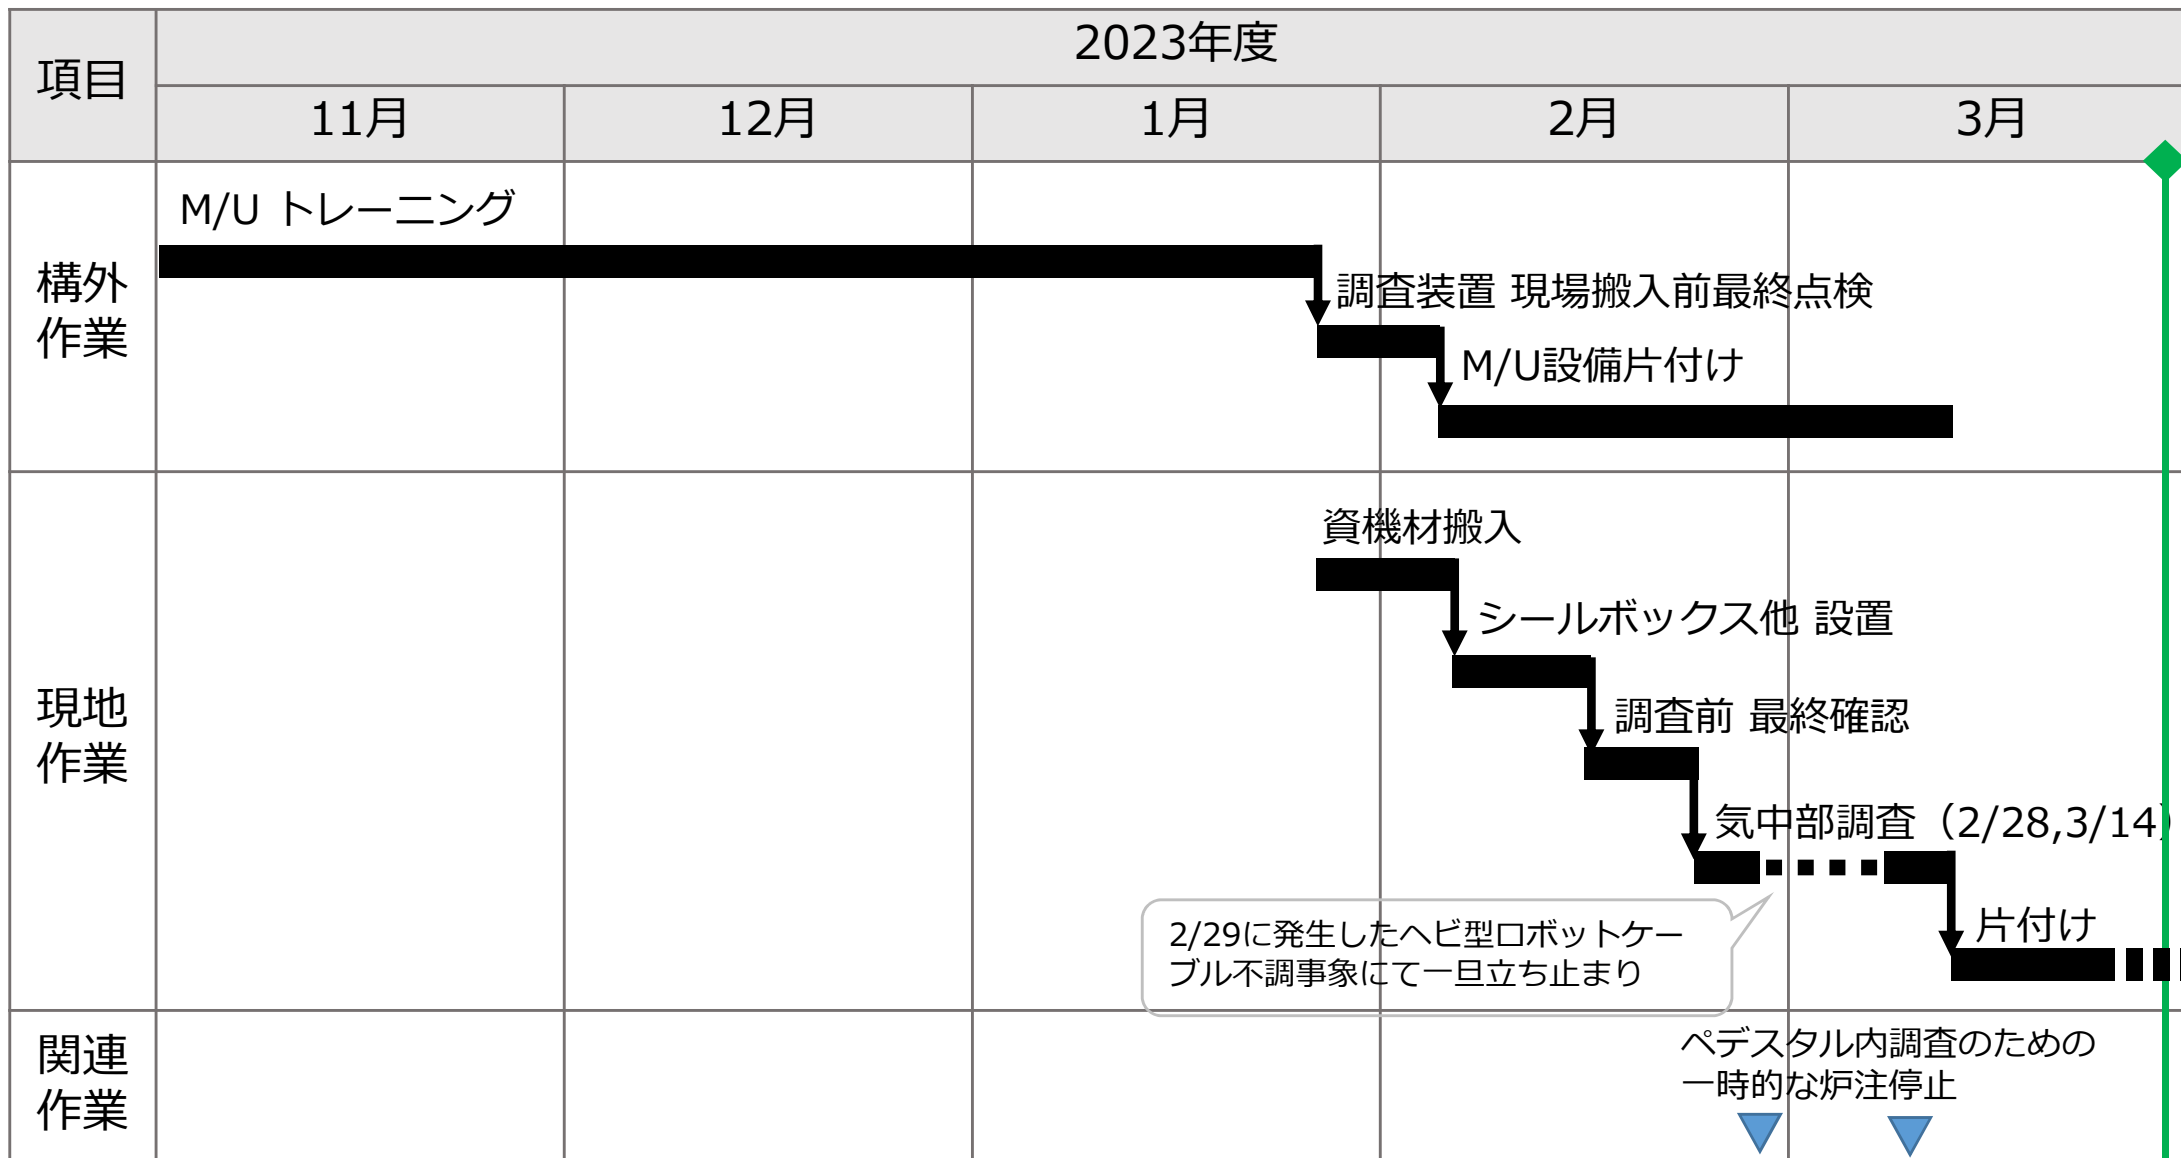 項目
2023年度
11月
12月
1月
2月
3月
構外
作業
M/U トレーニング
調査装置 現場搬入前最終点検
M/U設備片付け
現地
作業
資機材搬入
シールボックス他 設置
調査前 最終確認
気中部調査（2/28,3/14）
2/29に発生したヘビ型ロボットケー
ブル不調事象にて一旦立ち止まり
片付け
関連
作業
ペデスタル内調査のための
一時的な炉注停止